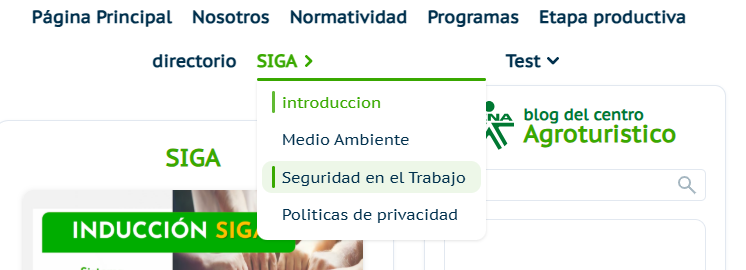 Página Principal Nosotros Normatividad Programas Etapa productiva
directorio SIGA Test
introduccion
Medio Ambiente
Seguridad en el Trabajo
Politicas de privacidad
blog del centro
Agroturistico
SIGA
INDUCCIÓN SIGA